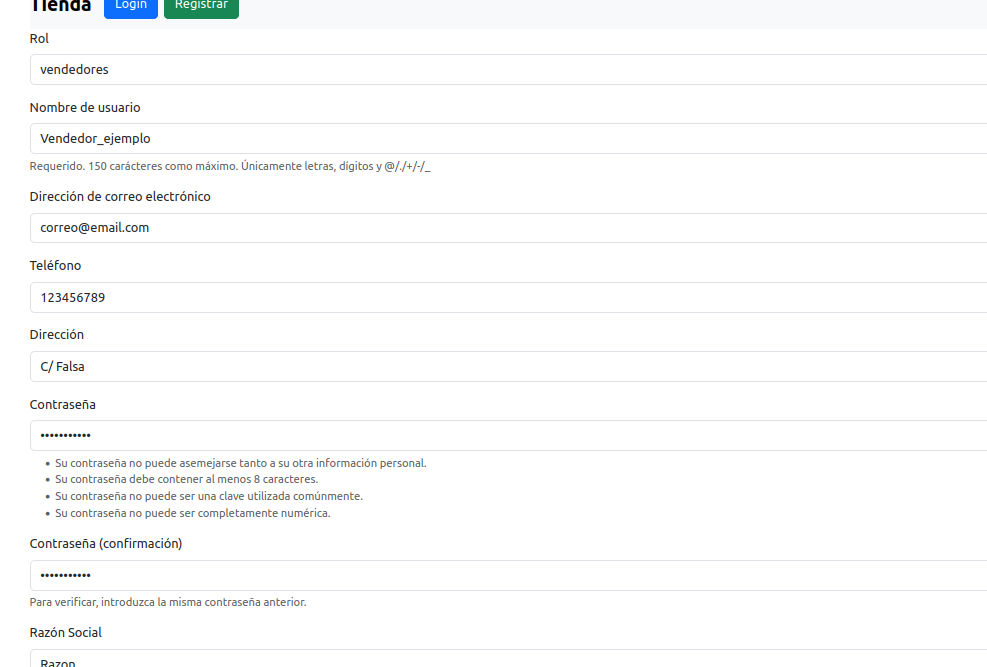 Tienda Login Registrar
Rol
vendedores
Nombre de usuario
Vendedor_ejemplo
Requerido. 150 carácteres como máximo. Únicamente letras, dígitos y @/./+/-/_
Dirección de correo electrónico
correo@email.com
Teléfono
123456789
Dirección
C/ Falsa
Contraseña
•••••••••••
• Su contraseña no puede asemejarse tanto a su otra información personal.
• Su contraseña debe contener al menos 8 caracteres.
• Su contraseña no puede ser una clave utilizada comúnmente.
• Su contraseña no puede ser completamente numérica.
Contraseña (confirmación)
•••••••••••
Para verificar, introduzca la misma contraseña anterior.
Razón Social
Razon